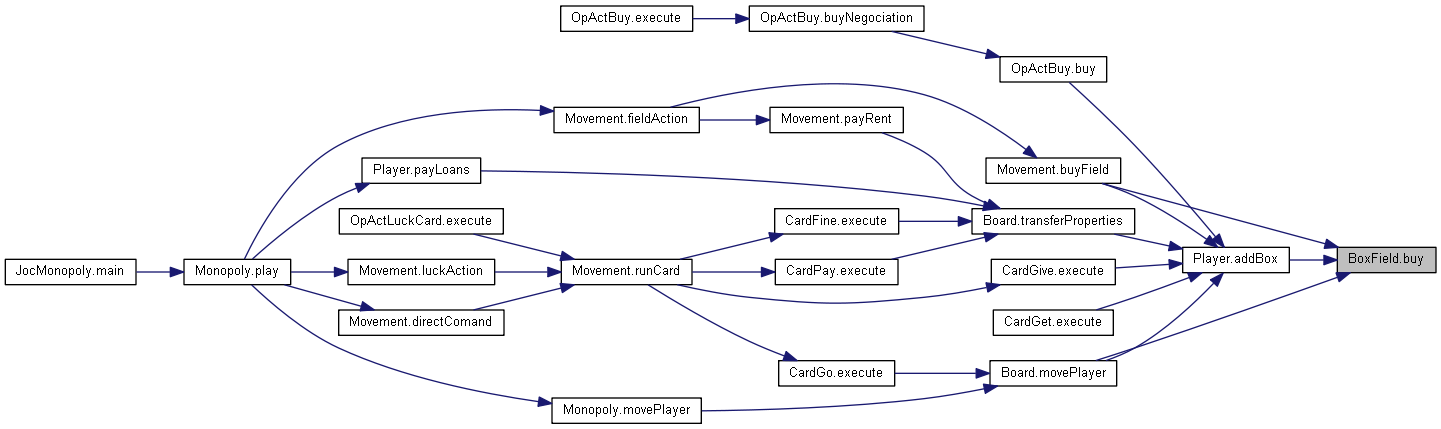 OpActBuy.execute
OpActBuy.buyNegociation
OpActBuy.buy
Movement.fieldAction
Movement.payRent
Player.payLoans
Movement.buyField
OpActLuckCard.execute
CardFine.execute
Board.transferProperties
JocMonopoly.main
Monopoly.play
Movement.luckAction
Movement.runCard
CardPay.execute
CardGive.execute
Player.addBox
BoxField.buy
Movement.directComand
CardGet.execute
CardGo.execute
Board.movePlayer
Monopoly.movePlayer